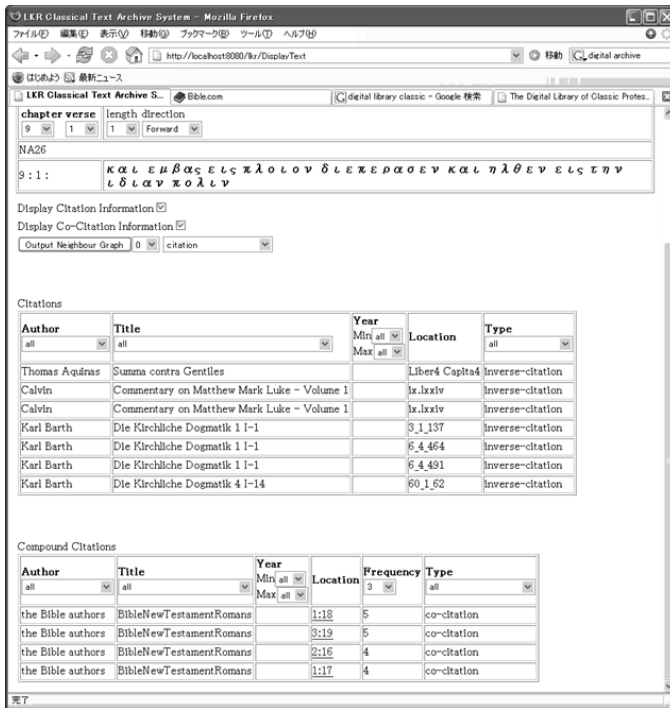 LKR Classical Text Archive System - Mozilla Firefox
ファイル(F) 編集(E) 表示(V) 移動(G) ブックマーク(B) ツール(T) ヘルプ(H)
http://localhost8080/lkr/DisplayText 移動 digital archive
はじめよう 最新ニュース
LKR Classical Text Archive S... Bible.com digital library classic - Google 検索 The Digital Library of Classic Protes...
chapter verse length direction
9 1 1 Forward
NA26
9:1: και εμβας εις πλοιον διεπερασεν και ηλθεν εις την
ιδιαν πολιν
Display Citation Information
Display Co-Citation Information
Output Neighbour Graph 0 citation
Citations
Author Title Year Location Type
all all Min all Max all all
Thomas Aquinas Summa contra Gentiles Liber4 Capita4 inverse-citation
Calvin Commentary on Matthew Mark Luke - Volume 1 ix.lxxiv inverse-citation
Calvin Commentary on Matthew Mark Luke - Volume 1 ix.lxxiv inverse-citation
Karl Barth Die Kirchliche Dogmatik 1 I-1 3_1_137 inverse-citation
Karl Barth Die Kirchliche Dogmatik 1 I-1 6_4_464 inverse-citation
Karl Barth Die Kirchliche Dogmatik 1 I-1 6_4_491 inverse-citation
Karl Barth Die Kirchliche Dogmatik 4 I-14 60_1_62 inverse-citation
Compound Citations
Author Title Year Location Frequency Type
all all Min all Max all 3 all
the Bible authors BibleNewTestamentRomans 1:18 5 co-citation
the Bible authors BibleNewTestamentRomans 3:19 5 co-citation
the Bible authors BibleNewTestamentRomans 2:16 4 co-citation
the Bible authors BibleNewTestamentRomans 1:17 4 co-citation
完了